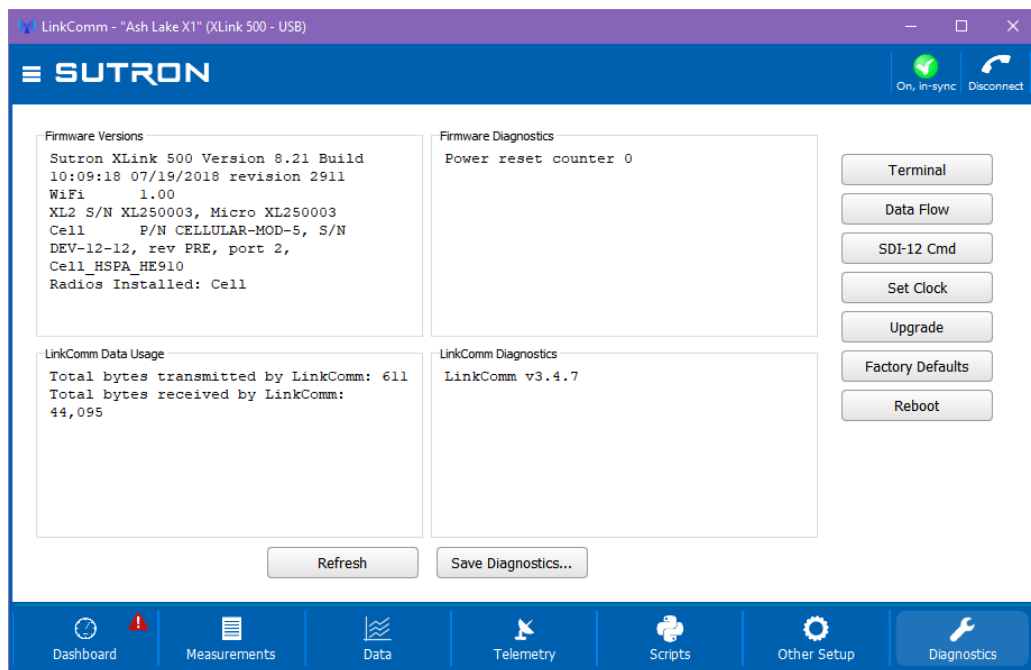 LinkComm - "Ash Lake X1" (XLink 500 - USB)
SUTRON
On, in-sync
Disconnect
Firmware Versions
Sutron XLink 500 Version 8.21 Build
10:09:18 07/19/2018 revision 2911
WiFi 1.00
XL2 S/N XL250003, Micro XL250003
Cell P/N CELLULAR-MOD-5, S/N
DEV-12-12, rev PRE, port 2,
Cell_HSPA_HE910
Radios Installed: Cell
Firmware Diagnostics
Power reset counter 0
LinkComm Data Usage
Total bytes transmitted by LinkComm: 611
Total bytes received by LinkComm:
44,095
LinkComm Diagnostics
LinkComm v3.4.7
Terminal
Data Flow
SDI-12 Cmd
Set Clock
Upgrade
Factory Defaults
Reboot
Refresh
Save Diagnostics...
Dashboard
Measurements
Data
Telemetry
Scripts
Other Setup
Diagnostics